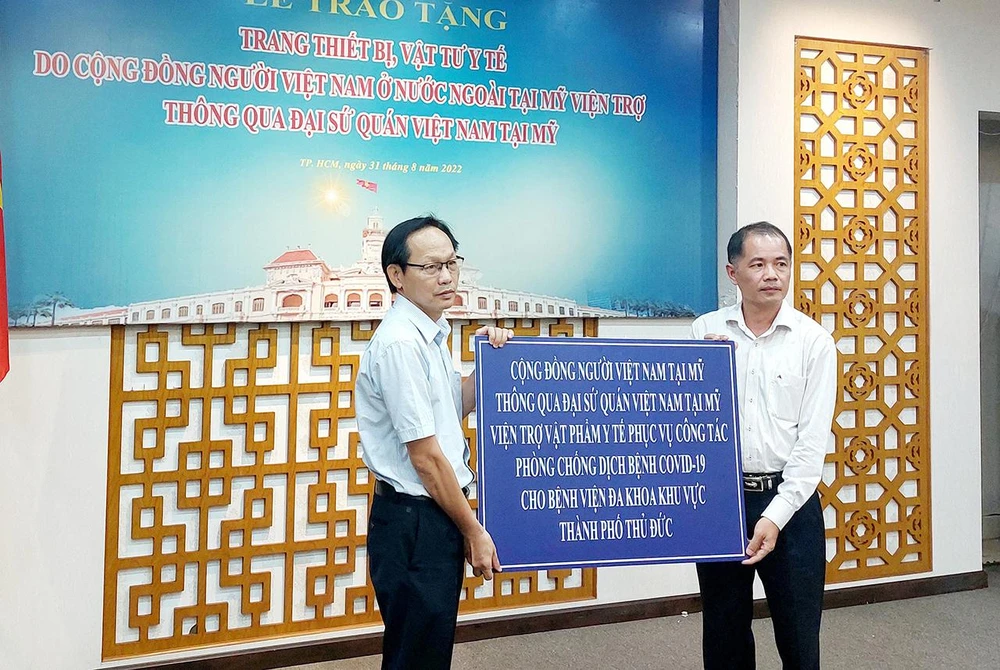 LỄ TRAO TẶNG
TRANG THIẾT BỊ, VẬT TƯ Y TẾ
DO CỘNG ĐỒNG NGƯỜI VIỆT NAM Ở NƯỚC NGOÀI TẠI MỸ VIỆN TRỢ
THÔNG QUA ĐẠI SỨ QUÁN VIỆT NAM TẠI MỸ
TP. HCM, ngày 31 tháng 8 năm 2022
CỘNG ĐỒNG NGƯỜI VIỆT NAM TẠI MỸ
THÔNG QUA ĐẠI SỨ QUÁN VIỆT NAM TẠI MỸ
VIỆN TRỢ VẬT PHẨM Y TẾ PHỤC VỤ CÔNG TÁC
PHÒNG CHỐNG DỊCH BỆNH COVID-19
CHO BỆNH VIỆN ĐA KHOA KHU VỰC
THÀNH PHỐ THỦ ĐỨC